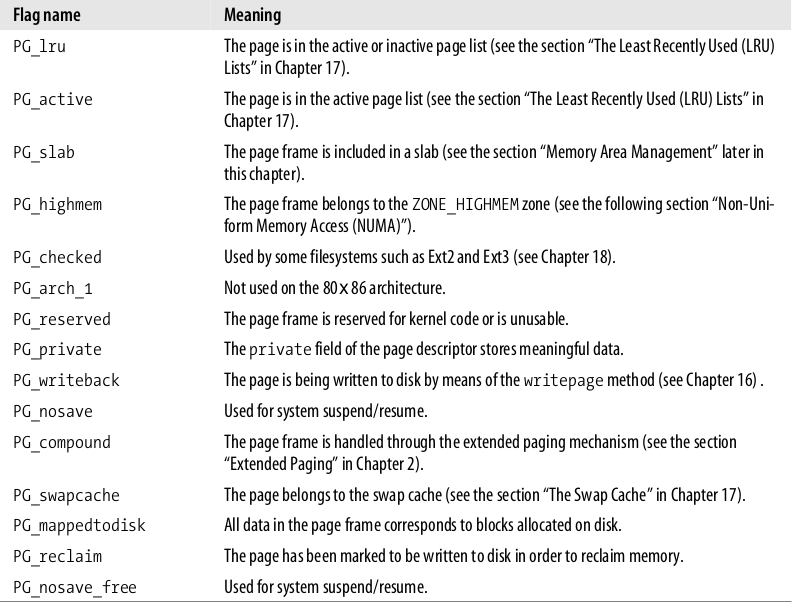 Flag name Meaning
PG_lru The page is in the active or inactive page list (see the section “The Least Recently Used (LRU)
Lists” in Chapter 17).
PG_active The page is in the active page list (see the section “The Least Recently Used (LRU) Lists” in
Chapter 17).
PG_slab The page frame is included in a slab (see the section “Memory Area Management” later in
this chapter).
PG_highmem The page frame belongs to the ZONE_HIGHMEM zone (see the following section “Non-Uni-
form Memory Access (NUMA)”).
PG_checked Used by some filesystems such as Ext2 and Ext3 (see Chapter 18).
PG_arch_1 Not used on the 80x86 architecture.
PG_reserved The page frame is reserved for kernel code or is unusable.
PG_private The private field of the page descriptor stores meaningful data.
PG_writeback The page is being written to disk by means of the writepage method (see Chapter 16) .
PG_nosave Used for system suspend/resume.
PG_compound The page frame is handled through the extended paging mechanism (see the section
“Extended Paging” in Chapter 2).
PG_swapcache The page belongs to the swap cache (see the section “The Swap Cache” in Chapter 17).
PG_mappedtodisk All data in the page frame corresponds to blocks allocated on disk.
PG_reclaim The page has been marked to be written to disk in order to reclaim memory.
PG_nosave_free Used for system suspend/resume.